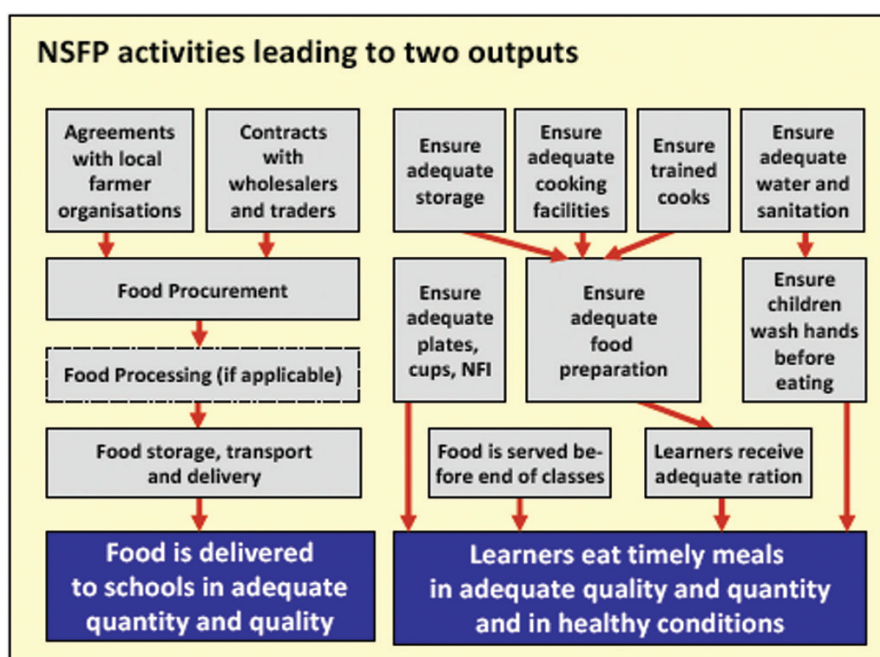 NSFP activities leading to two outputs
Agreements
with local
farmer
organisations
Contracts
with
wholesalers
and traders
Ensure
adequate
storage
Ensure
adequate
cooking
facilities
Ensure
trained
cooks
Ensure
adequate
water and
sanitation
Food Procurement
Ensure
adequate
plates,
cups, NFI
Ensure
adequate
food
preparation
Ensure
children
wash hands
before
eating
Food Processing (if applicable)
Food storage, transport
and delivery
Food is served be-
fore end of classes
Learners receive
adequate ration
Food is delivered
to schools in adequate
quantity and quality
Learners eat timely meals
in adequate quality and quantity
and in healthy conditions